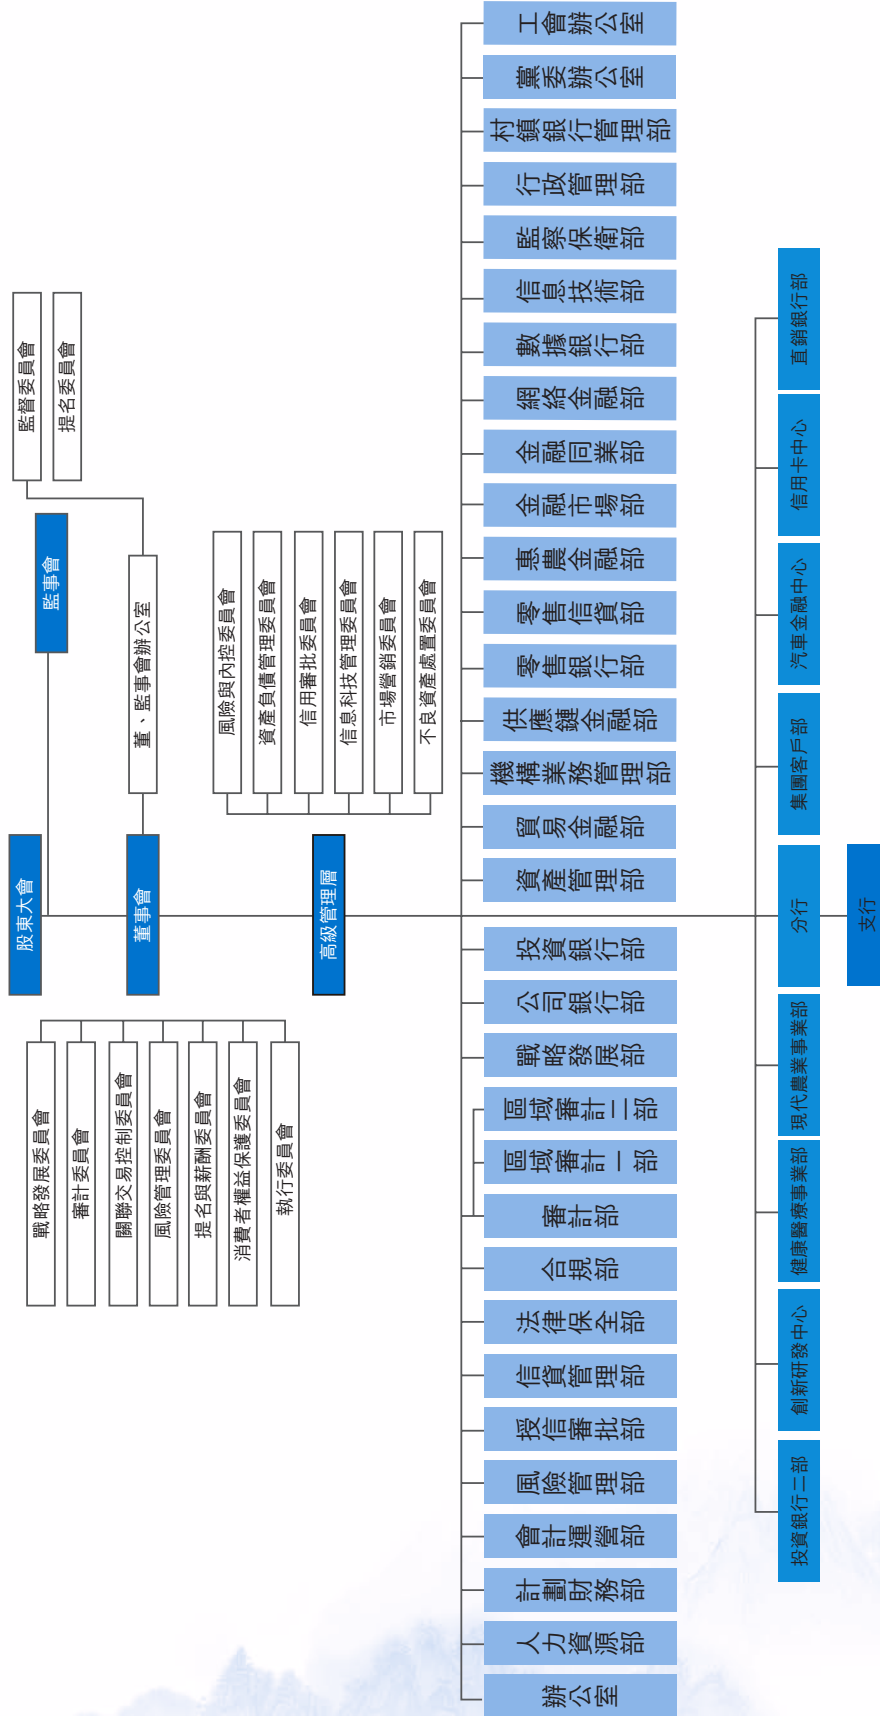 股東大會
監事會
監督委員會
提名委員會
董事會
董、監事會辦公室
戰略發展委員會
審計委員會
關聯交易控制委員會
風險管理委員會
提名與薪酬委員會
消費者權益保護委員會
執行委員會
高級管理層
風險與內控委員會
資產負債管理委員會
信用審批委員會
信息科技管理委員會
市場營銷委員會
不良資產處置委員會
辦公室
人力資源部
計劃財務部
會計運營部
風險管理部
授信審批部
信貸管理部
法律保全部
合規部
審計部
區域審計一部
區域審計二部
戰略發展部
公司銀行部
投資銀行部
資產管理部
貿易金融部
機構業務管理部
供應鏈金融部
零售銀行部
零售信貸部
惠農金融部
金融市場部
金融同業部
網絡金融部
數據銀行部
信息技術部
監察保衛部
行政管理部
村鎮銀行管理部
黨委辦公室
工會辦公室
投資銀行二部
創新研發中心
健康醫療事業部
現代農業事業部
分行
集團客戶部
汽車金融中心
信用卡中心
直銷銀行部
支行